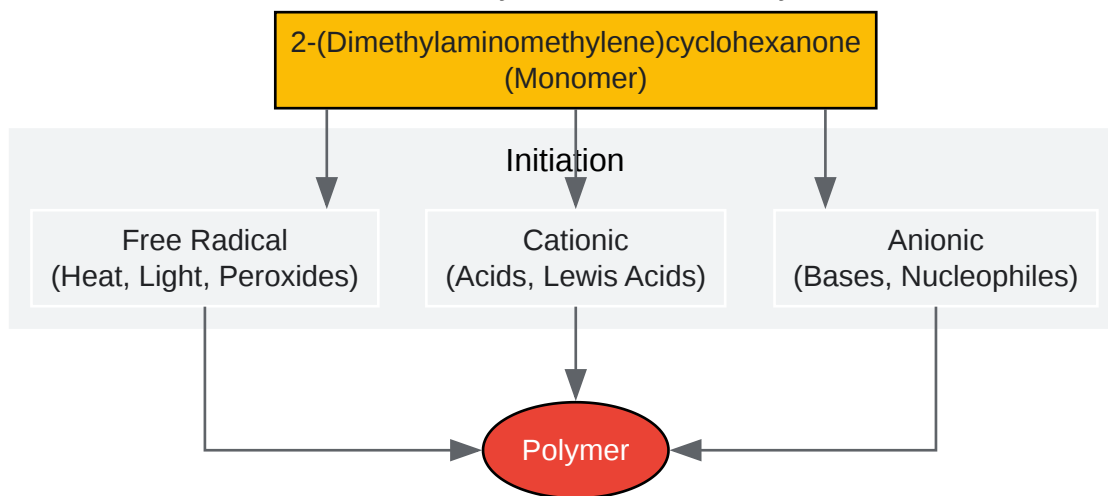 2-(Dimethylaminomethylene)cyclohexanone
(Monomer)
Initiation
Free Radical
(Heat, Light, Peroxides)
Cationic
(Acids, Lewis Acids)
Anionic
(Bases, Nucleophiles)
Polymer